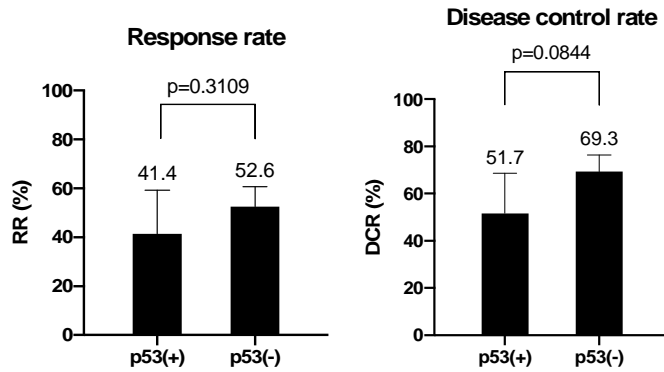 Response rate
p=0.3109
100
80
60
40
20
0
RR (%)
41.4
52.6
p53(+)
p53(-)
Disease control rate
p=0.0844
100
80
60
40
20
0
DCR (%)
51.7
69.3
p53(+)
p53(-)